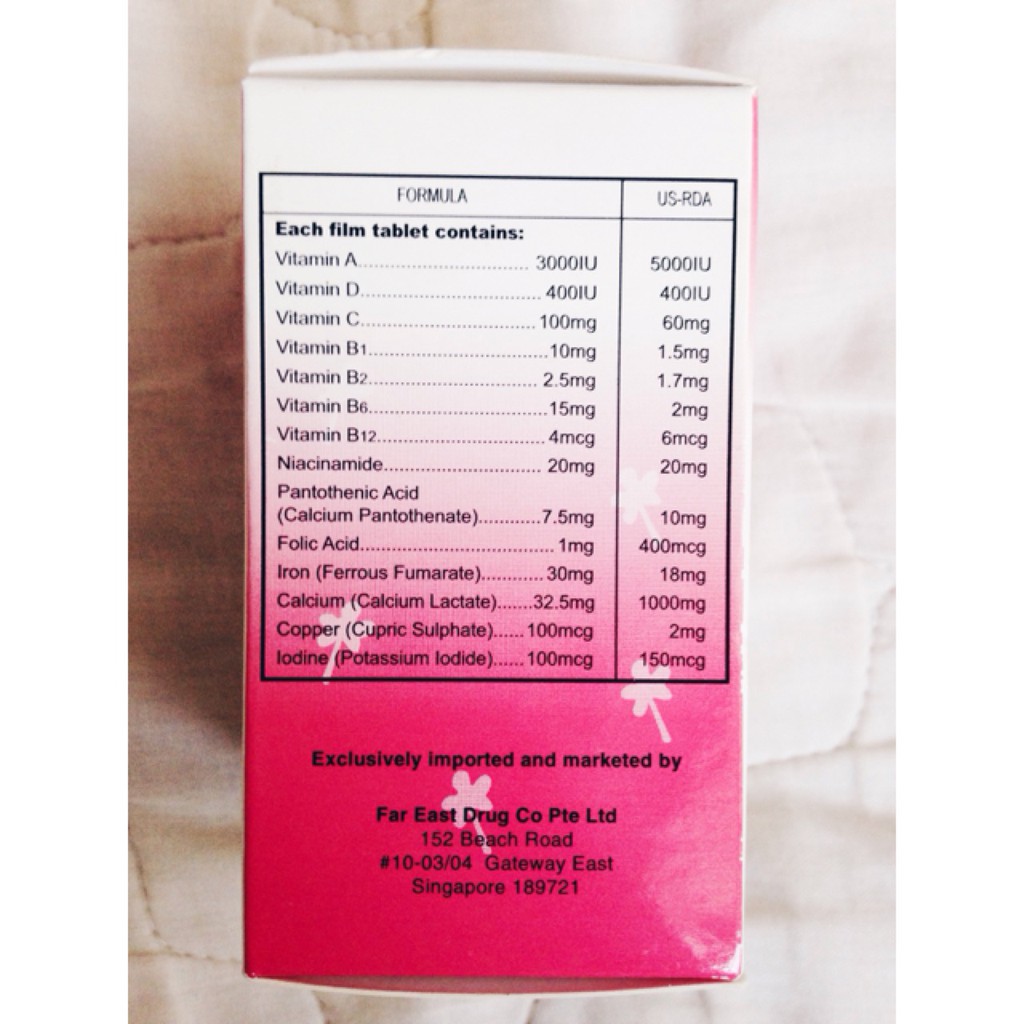 FORMULA US-RDA
Each film tablet contains:
Vitamin A.............................. 3000IU 5000IU
Vitamin D................................ 400IU 400IU
Vitamin C............................... 100mg 60mg
Vitamin B1...............................10mg 1.5mg
Vitamin B2.............................. 2.5mg 1.7mg
Vitamin B6...............................15mg 2mg
Vitamin B12............................. 4mcg 6mcg
Niacinamide........................... 20mg 20mg
Pantothenic Acid
(Calcium Pantothenate)............7.5mg 10mg
Folic Acid.................................. 1mg 400mcg
Iron (Ferrous Fumarate)........... 30mg 18mg
Calcium (Calcium Lactate).......32.5mg 1000mg
Copper (Cupric Sulphate)...... 100mcg 2mg
Iodine (Potassium Iodide)...... 100mcg 150mcg
Exclusively imported and marketed by
Far East Drug Co Pte Ltd
152 Beach Road
#10-03/04 Gateway East
Singapore 189721